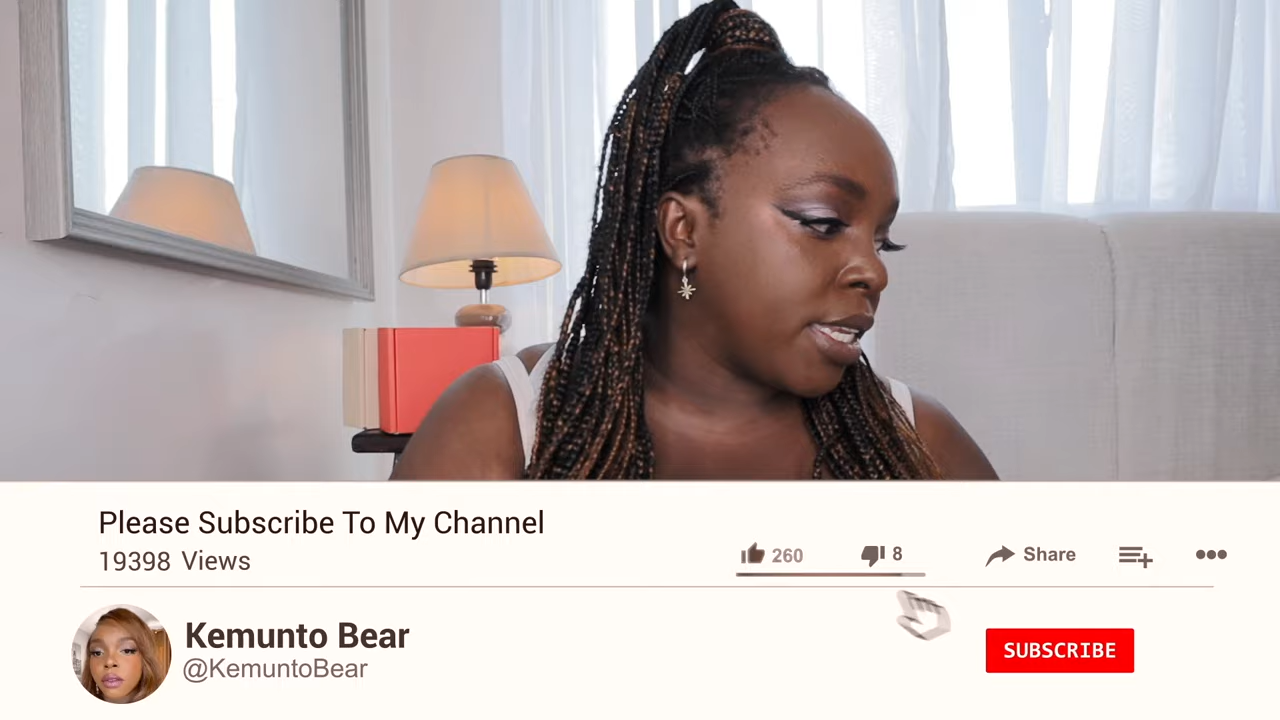 Please Subscribe To My Channel
19398 Views
260
8
Share
Kemunto Bear
@KemuntoBear
SUBSCRIBE